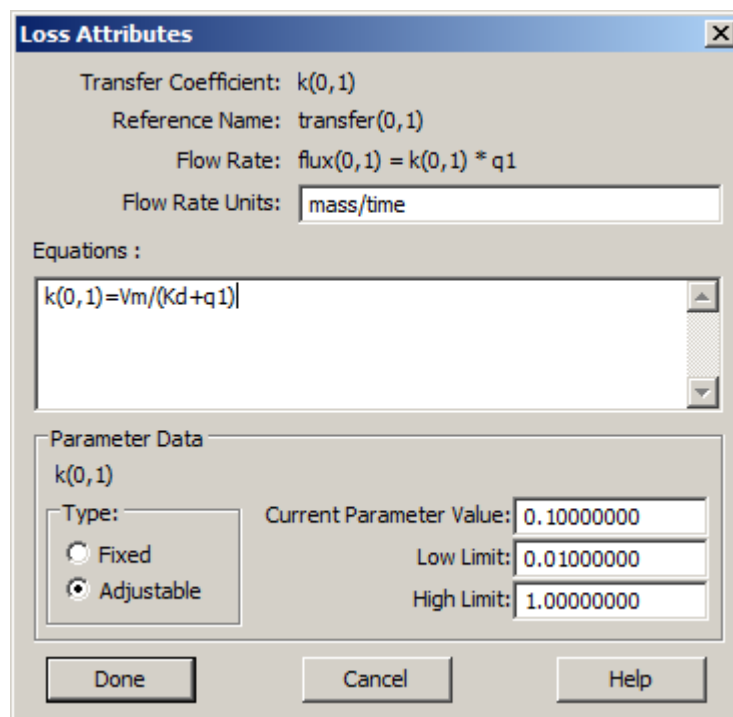 Loss Attributes
Transfer Coefficient: k(0,1)
Reference Name: transfer(0,1)
Flow Rate: flux(0,1) = k(0,1) * q1
Flow Rate Units: mass/time
Equations :
k(0,1)=Vm/(Kd+q1)
Parameter Data
k(0,1)
Type:
Fixed
Adjustable
Current Parameter Value: 0.10000000
Low Limit: 0.01000000
High Limit: 1.00000000
Done Cancel Help